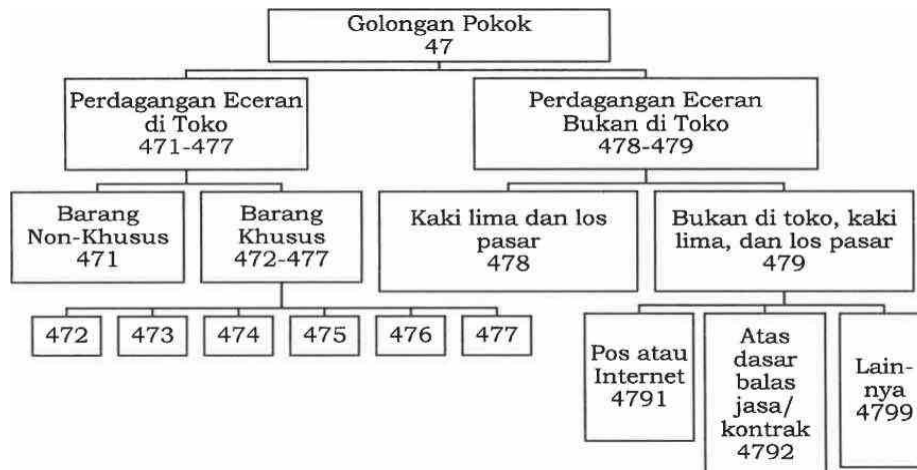 Golongan Pokok
47
Perdagangan Eceran
di Toko
471-477
Perdagangan Eceran
Bukan di Toko
478-479
Barang
Non-Khusus
471
Barang
Khusus
472-477
Kaki lima dan los
pasar
478
Bukan di toko, kaki
lima, dan los pasar
479
472
473
474
475
476
477
Pos atau
Internet
4791
Atas
dasar
balas
jasa/
kontrak
4792
Lain-
nya
4799